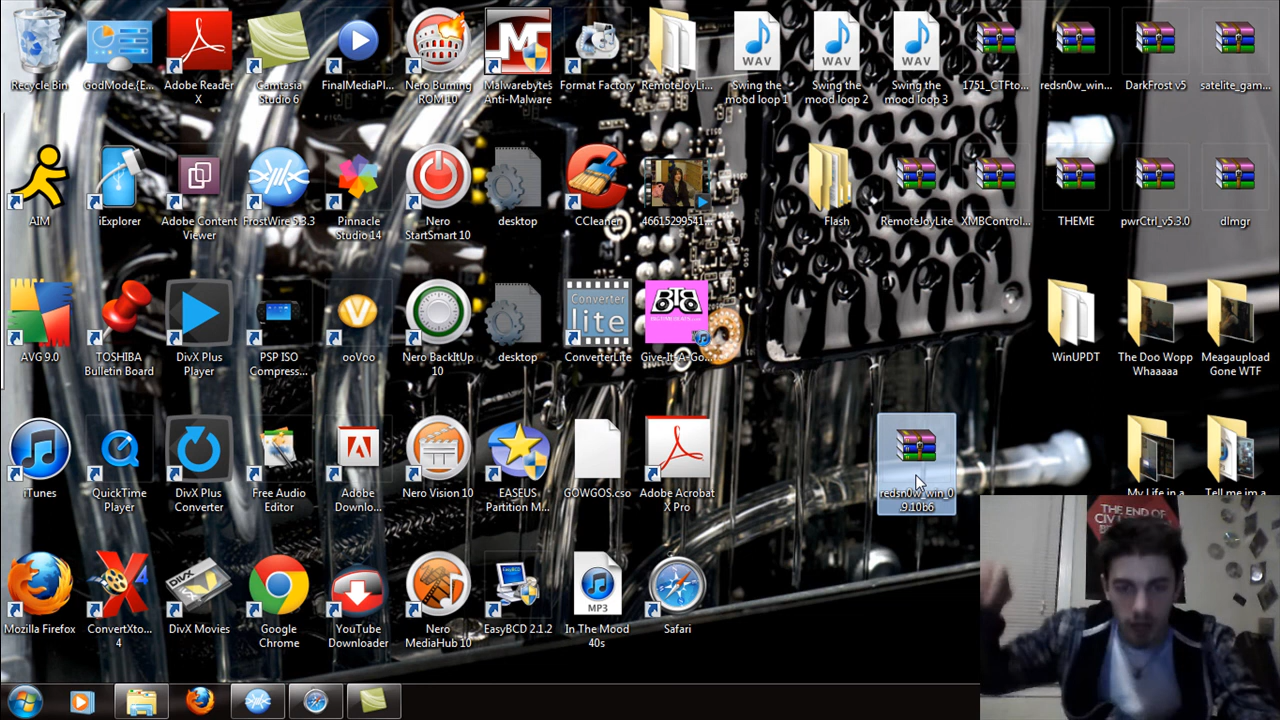 Recycle Bin
GodMode.{E...
Adobe Reader
X
Camtasia
Studio 6
FinalMediaPl...
Nero Burning
ROM 10
Malwarebytes
Anti-Malware
Format Factory
RemoteJoyLi...
WAV
Swing the
mood loop 1
WAV
Swing the
mood loop 2
WAV
Swing the
mood loop 3
1751_CTFto...
redsn0w_win...
DarkFrost v5
satelite_gam...
AIM
iExplorer
Adobe Content
Viewer
FrostWire 5.3.3
Pinnacle
Studio 14
Nero
StartSmart 10
desktop
CCleaner
46615299541...
Flash
RemoteJoyLite
XMBControl...
THEME
pwrCtrl_v5.3.0
dlmgr
AVG 9.0
TOSHIBA
Bulletin Board
DivX Plus
Player
PSP ISO
Compress...
ooVoo
Nero BackItUp
10
desktop
Converter
lite
ConverterLite
BTB
Give-It-A-Go...
WinUPDT
The Doo Wopp
Whaaaaa
Meagaupload
Gone WTF
iTunes
QuickTime
Player
DivX Plus
Converter
Free Audio
Editor
Adobe
Downlo...
Nero Vision 10
EASEUS
Partition M...
GOWGOS.cso
Adobe Acrobat
X Pro
redsn0w_win_0
.9.10b6
My Life in a
Tell me im a
Mozilla Firefox
ConvertXto...
4
DivX Movies
Google
Chrome
YouTube
Downloader
Nero
MediaHub 10
EasyBCD 2.1.2
MP3
In The Mood
40s
Safari
THE END OF